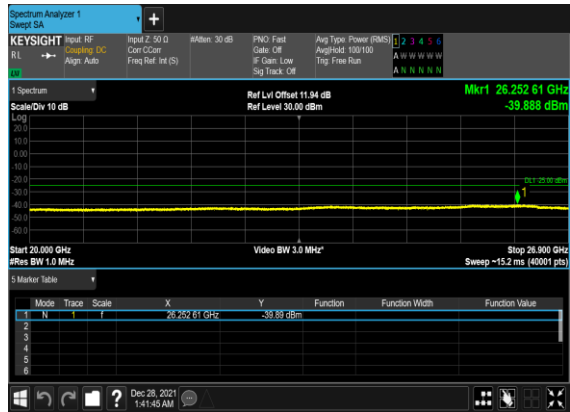 Spectrum Analyzer 1
Swept SA
+
KEYSIGHT Input: RF Input Z: 50 Ω #Atten: 30 dB PNO: Fast Avg Type: Power (RMS) 1 2 3 4 5 6
RL Coupling: DC Corr CCorr Gate: Off Avg|Hold: 100/100 A W W W W W
Align: Auto Freq Ref: Int (S) IF Gain: Low Trig: Free Run
LU Sig Track: Off A N N N N N
1 Spectrum Ref Lvl Offset 11.94 dB Mkr1 26.252 61 GHz
Scale/Div 10 dB Ref Level 30.00 dBm -39.888 dBm
Log
20.0
10.0
0.00
-10.0
-20.0
DL1 -25.00 dBm
-30.0
1
-40.0
-50.0
-60.0
Start 20.000 GHz Video BW 3.0 MHz* Stop 26.900 GHz
#Res BW 1.0 MHz Sweep ~15.2 ms (40001 pts)
5 Marker Table
Mode Trace Scale X Y Function Function Width Function Value
1 N 1 f 26.252 61 GHz -39.89 dBm
2
3
4
5
6
? Dec 28, 2021
1:41:45 AM